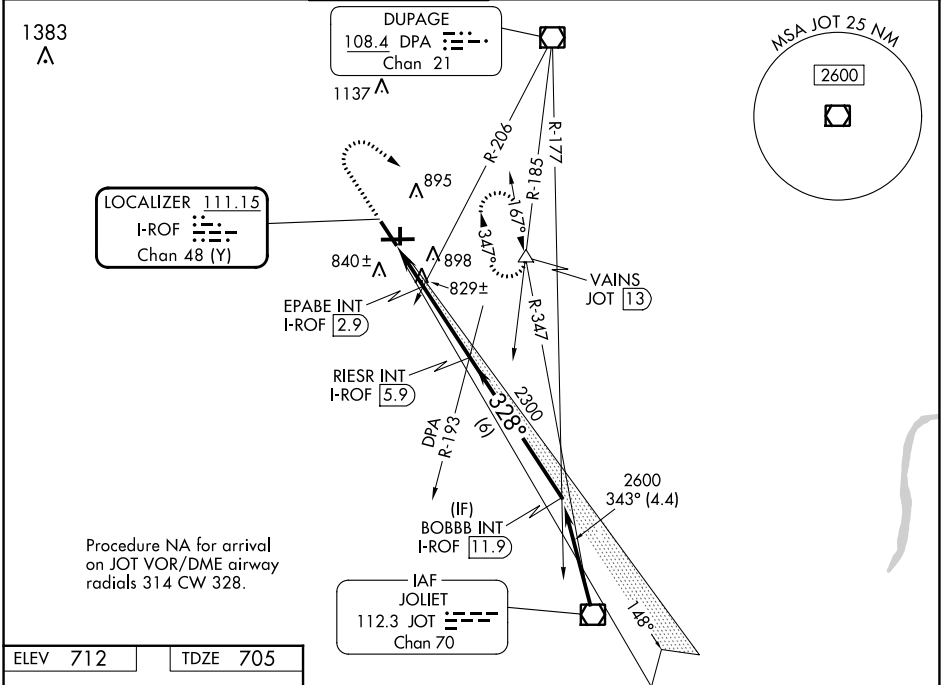 1383
DUPAGE
108.4 DPA
Chan 21
1137
MSA JOT 25 NM
2600
R-206
R-185
R-177
895
167°
347°
LOCALIZER 111.15
I-ROF
Chan 48 (Y)
840±
898
829±
VAINS
JOT 13
EPABE INT
I-ROF 2.9
R-347
RIESR INT
I-ROF 5.9
2300
328°
(6)
DPA
R-193
2600
343° (4.4)
(IF)
BOBBB INT
I-ROF 11.9
Procedure NA for arrival
on JOT VOR/DME airway
radials 314 CW 328.
IAF
JOLIET
112.3 JOT
Chan 70
148°
ELEV 712
TDZE 705